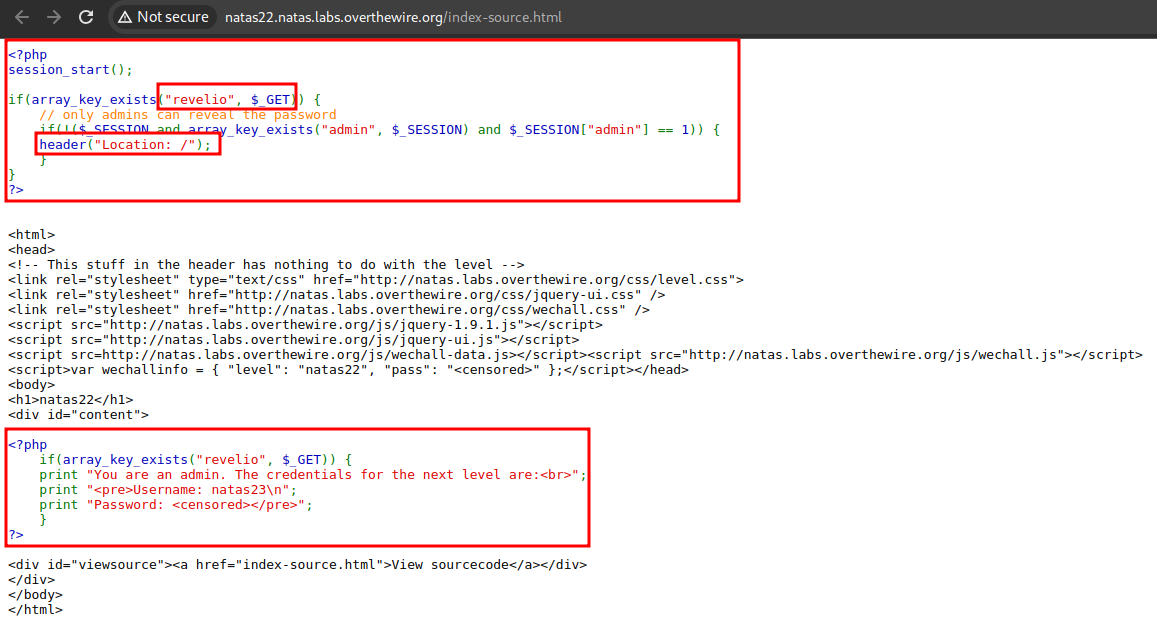 Not secure natas22.natas.labs.overthewire.org/index-source.html
<?php
session_start();
if(array_key_exists("revelio", $_GET)) {
// only admins can reveal the password
if(!($_SESSION and array_key_exists("admin", $_SESSION) and $_SESSION["admin"] == 1)) {
header("Location: /");
}
}
?>
<html>
<head>
<!-- This stuff in the header has nothing to do with the level -->
<link rel="stylesheet" type="text/css" href="http://natas.labs.overthewire.org/css/level.css">
<link rel="stylesheet" href="http://natas.labs.overthewire.org/css/jquery-ui.css" />
<link rel="stylesheet" href="http://natas.labs.overthewire.org/css/wechall.css" />
<script src="http://natas.labs.overthewire.org/js/jquery-1.9.1.js"></script>
<script src="http://natas.labs.overthewire.org/js/jquery-ui.js"></script>
<script src=http://natas.labs.overthewire.org/js/wechall-data.js></script><script src="http://natas.labs.overthewire.org/js/wechall.js"></script>
<script>var wechallinfo = { "level": "natas22", "pass": "<censored>" };</script></head>
<body>
<h1>natas22</h1>
<div id="content">
<?php
if(array_key_exists("revelio", $_GET)) {
print "You are an admin. The credentials for the next level are:<br>";
print "<pre>Username: natas23\n";
print "Password: <censored></pre>";
}
?>
<div id="viewsource"><a href="index-source.html">View sourcecode</a></div>
</div>
</body>
</html>